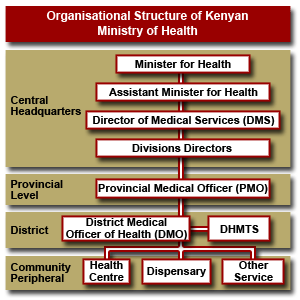 Organisational Structure of Kenyan
Ministry of Health
Central
Headquarters
Minister for Health
Assistant Minister for Health
Director of Medical Services (DMS)
Divisions Directors
Provincial
Level
Provincial Medical Officer (PMO)
District
District Medical
Officer of Health (DMO)
DHMTS
Community
Peripheral
Health
Centre
Dispensary
Other
Service